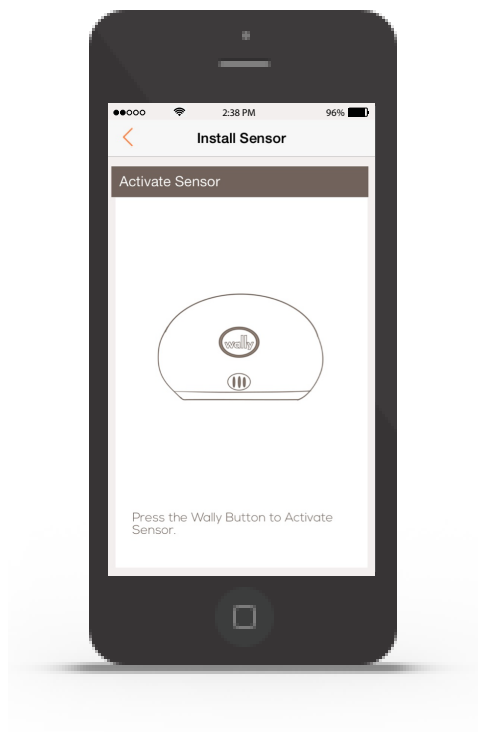 2:38 PM
96%
Install Sensor
Activate Sensor
wally
Press the Wally Button to Activate
Sensor.